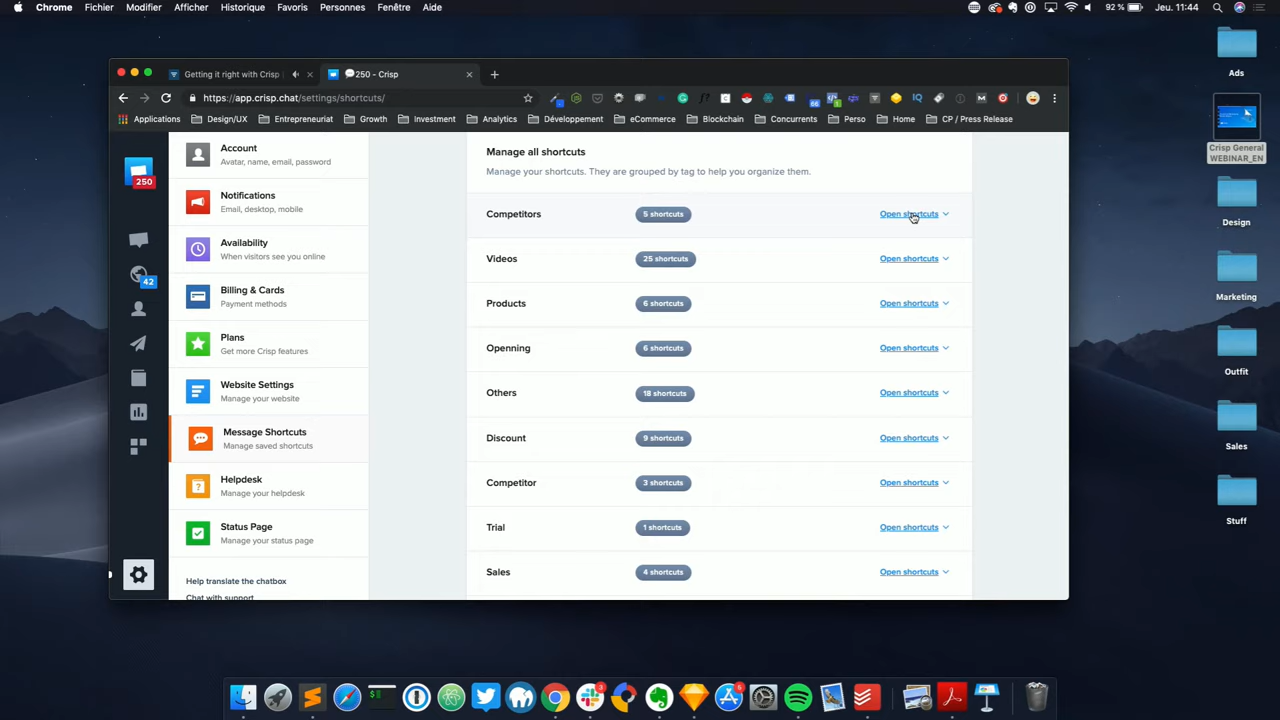 Chrome Fichier Modifier Afficher Historique Favoris Personnes Fenêtre Aide
92 % Jeu. 11:44
Getting it right with Crisp
250 - Crisp
https://app.crisp.chat/settings/shortcuts/
Applications Design/UX Entrepreuriat Growth Investment Analytics Développement eCommerce Blockchain Concurrents Perso Home CP / Press Release
250
42
Account
Avatar, name, email, password
Notifications
Email, desktop, mobile
Availability
When visitors see you online
Billing & Cards
Payment methods
Plans
Get more Crisp features
Website Settings
Manage your website
Message Shortcuts
Manage saved shortcuts
Helpdesk
Manage your helpdesk
Status Page
Manage your status page
Help translate the chatbox
Chat with support
Manage all shortcuts
Manage your shortcuts. They are grouped by tag to help you organize them.
Competitors 5 shortcuts Open shortcuts
Videos 25 shortcuts Open shortcuts
Products 6 shortcuts Open shortcuts
Openning 6 shortcuts Open shortcuts
Others 18 shortcuts Open shortcuts
Discount 9 shortcuts Open shortcuts
Competitor 3 shortcuts Open shortcuts
Trial 1 shortcuts Open shortcuts
Sales 4 shortcuts Open shortcuts
Ads
Crisp General
WEBINAR_EN
Design
Marketing
Outfit
Sales
Stuff